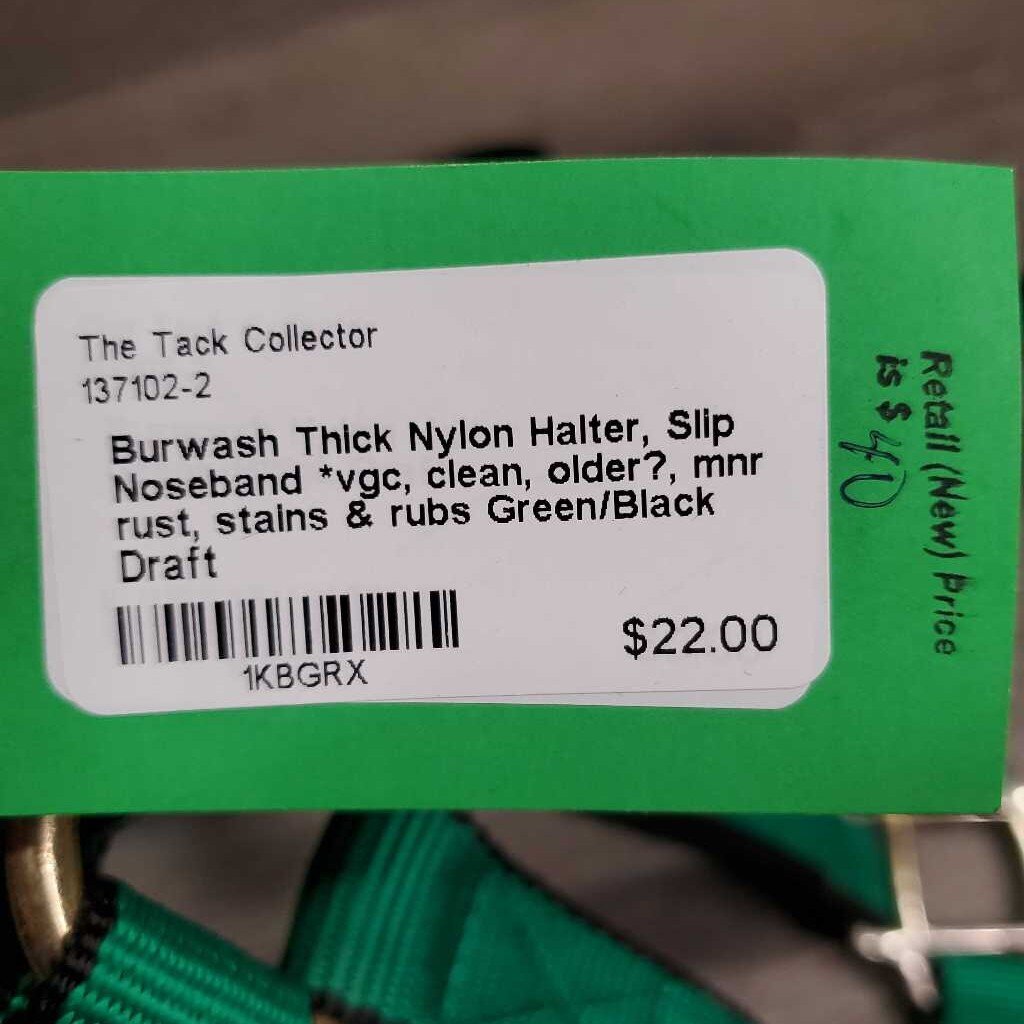 The Tack Collector
137102-2
Burwash Thick Nylon Halter, Slip
Noseband *vgc, clean, older?, mnr
rust, stains & rubs Green/Black
Draft
1KBGRX
$22.00
Retail (New) Price
is $40